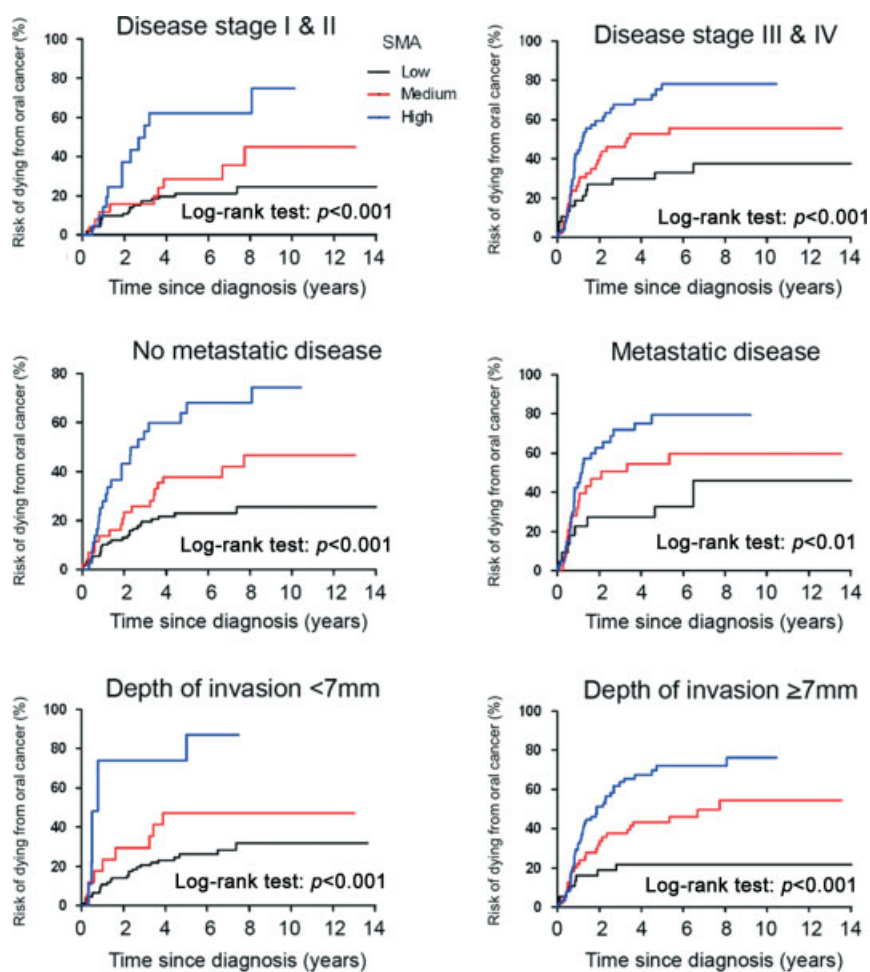 Disease stage I & II
SMA
Low
Medium
High
Risk of dying from oral cancer (%)
100
80
60
40
20
0
Log-rank test: p<0.001
0 2 4 6 8 10 12 14
Time since diagnosis (years)
Disease stage III & IV
Risk of dying from oral cancer (%)
100
80
60
40
20
0
Log-rank test: p<0.001
0 2 4 6 8 10 12 14
Time since diagnosis (years)
No metastatic disease
Risk of dying from oral cancer (%)
80
60
40
20
0
Log-rank test: p<0.001
0 2 4 6 8 10 12 14
Time since diagnosis (years)
Metastatic disease
Risk of dying from oral cancer (%)
100
80
60
40
20
0
Log-rank test: p<0.01
0 2 4 6 8 10 12 14
Time since diagnosis (years)
Depth of invasion <7mm
Risk of dying from oral cancer (%)
100
80
60
40
20
0
Log-rank test: p<0.001
0 2 4 6 8 10 12 14
Time since diagnosis (years)
Depth of invasion ≥7mm
Risk of dying from oral cancer (%)
100
80
60
40
20
0
Log-rank test: p<0.001
0 2 4 6 8 10 12 14
Time since diagnosis (years)